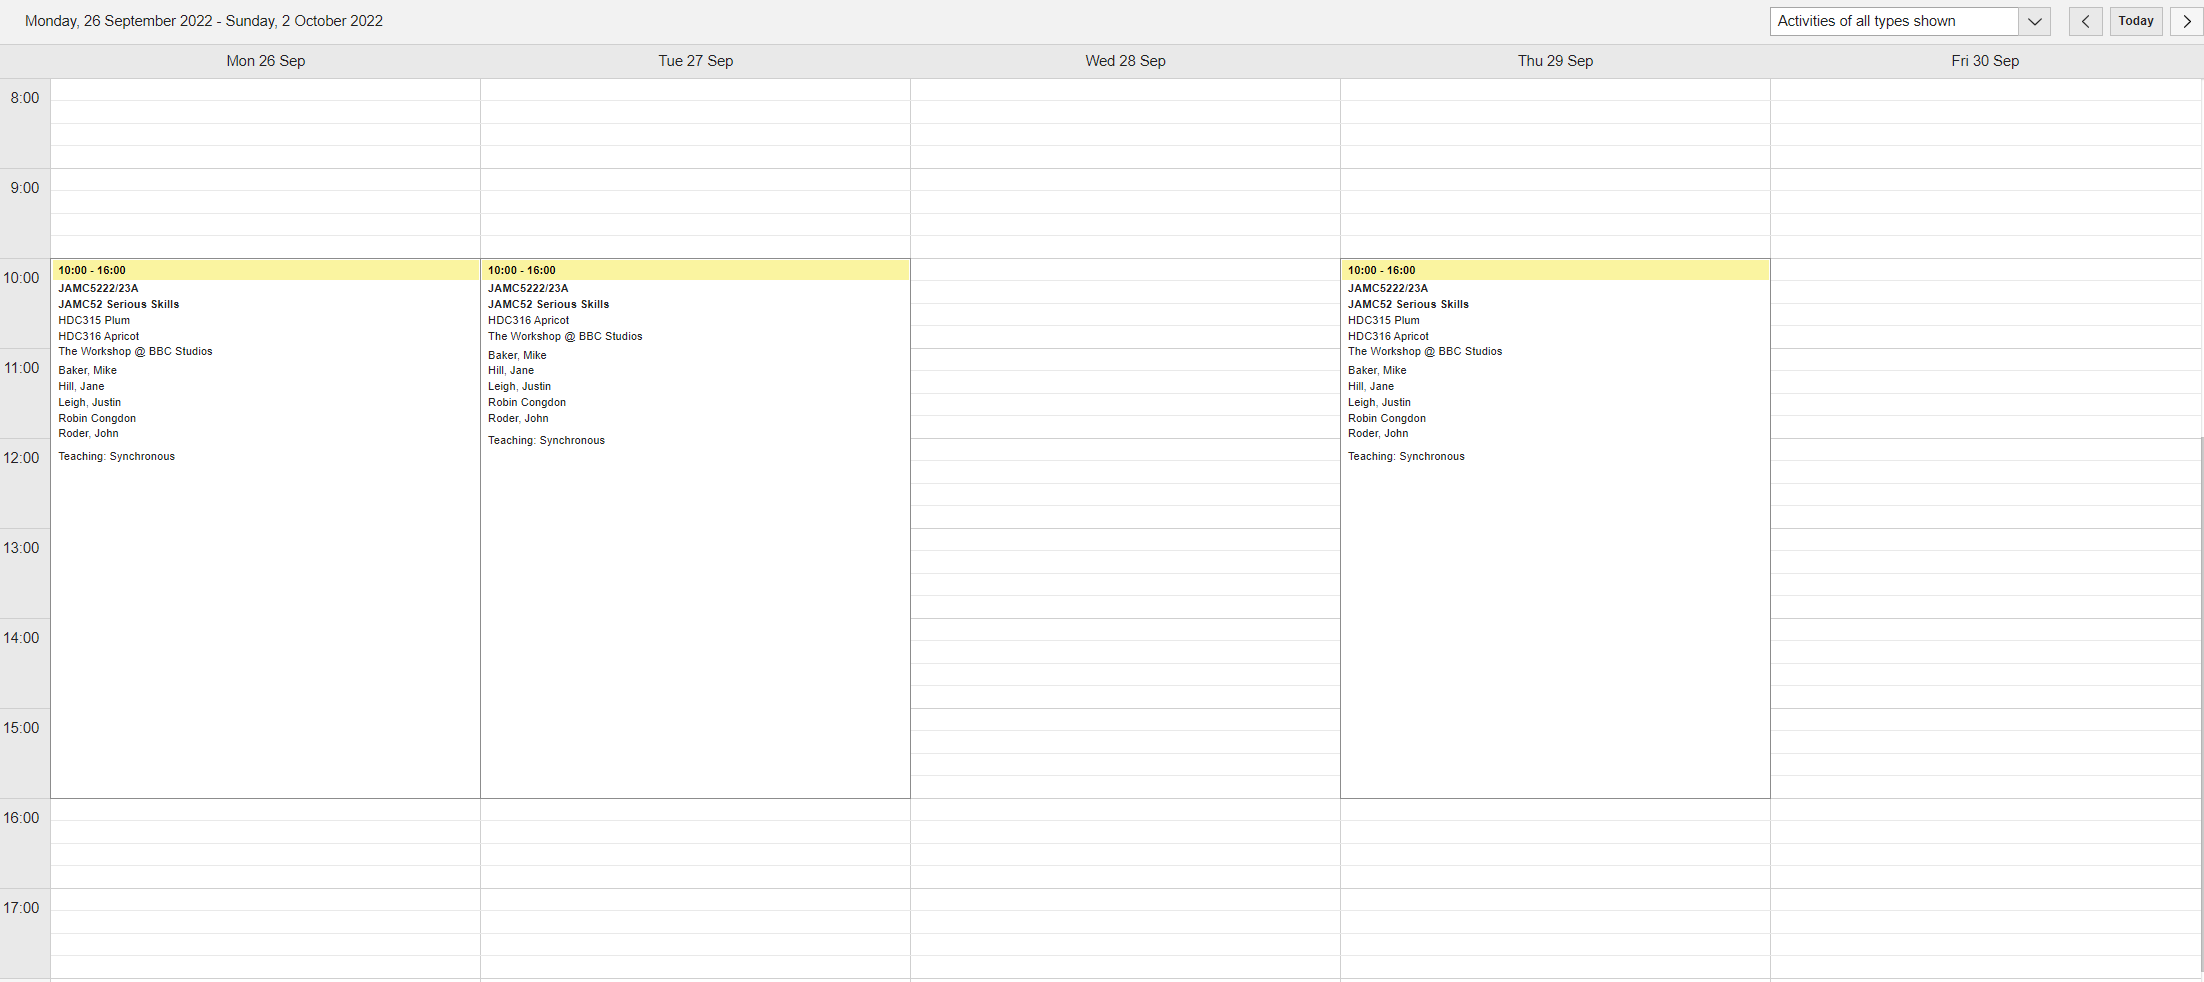 Monday, 26 September 2022 - Sunday, 2 October 2022
Activities of all types shown
Today
Mon 26 Sep
Tue 27 Sep
Wed 28 Sep
Thu 29 Sep
Fri 30 Sep
8:00
9:00
10:00
11:00
12:00
13:00
14:00
15:00
16:00
17:00
10:00 - 16:00
JAMC5222/23A
JAMC52 Serious Skills
HDC315 Plum
HDC316 Apricot
The Workshop @ BBC Studios
Baker, Mike
Hill, Jane
Leigh, Justin
Robin Congdon
Roder, John
Teaching: Synchronous
10:00 - 16:00
JAMC5222/23A
JAMC52 Serious Skills
HDC316 Apricot
The Workshop @ BBC Studios
Baker, Mike
Hill, Jane
Leigh, Justin
Robin Congdon
Roder, John
Teaching: Synchronous
10:00 - 16:00
JAMC5222/23A
JAMC52 Serious Skills
HDC315 Plum
HDC316 Apricot
The Workshop @ BBC Studios
Baker, Mike
Hill, Jane
Leigh, Justin
Robin Congdon
Roder, John
Teaching: Synchronous